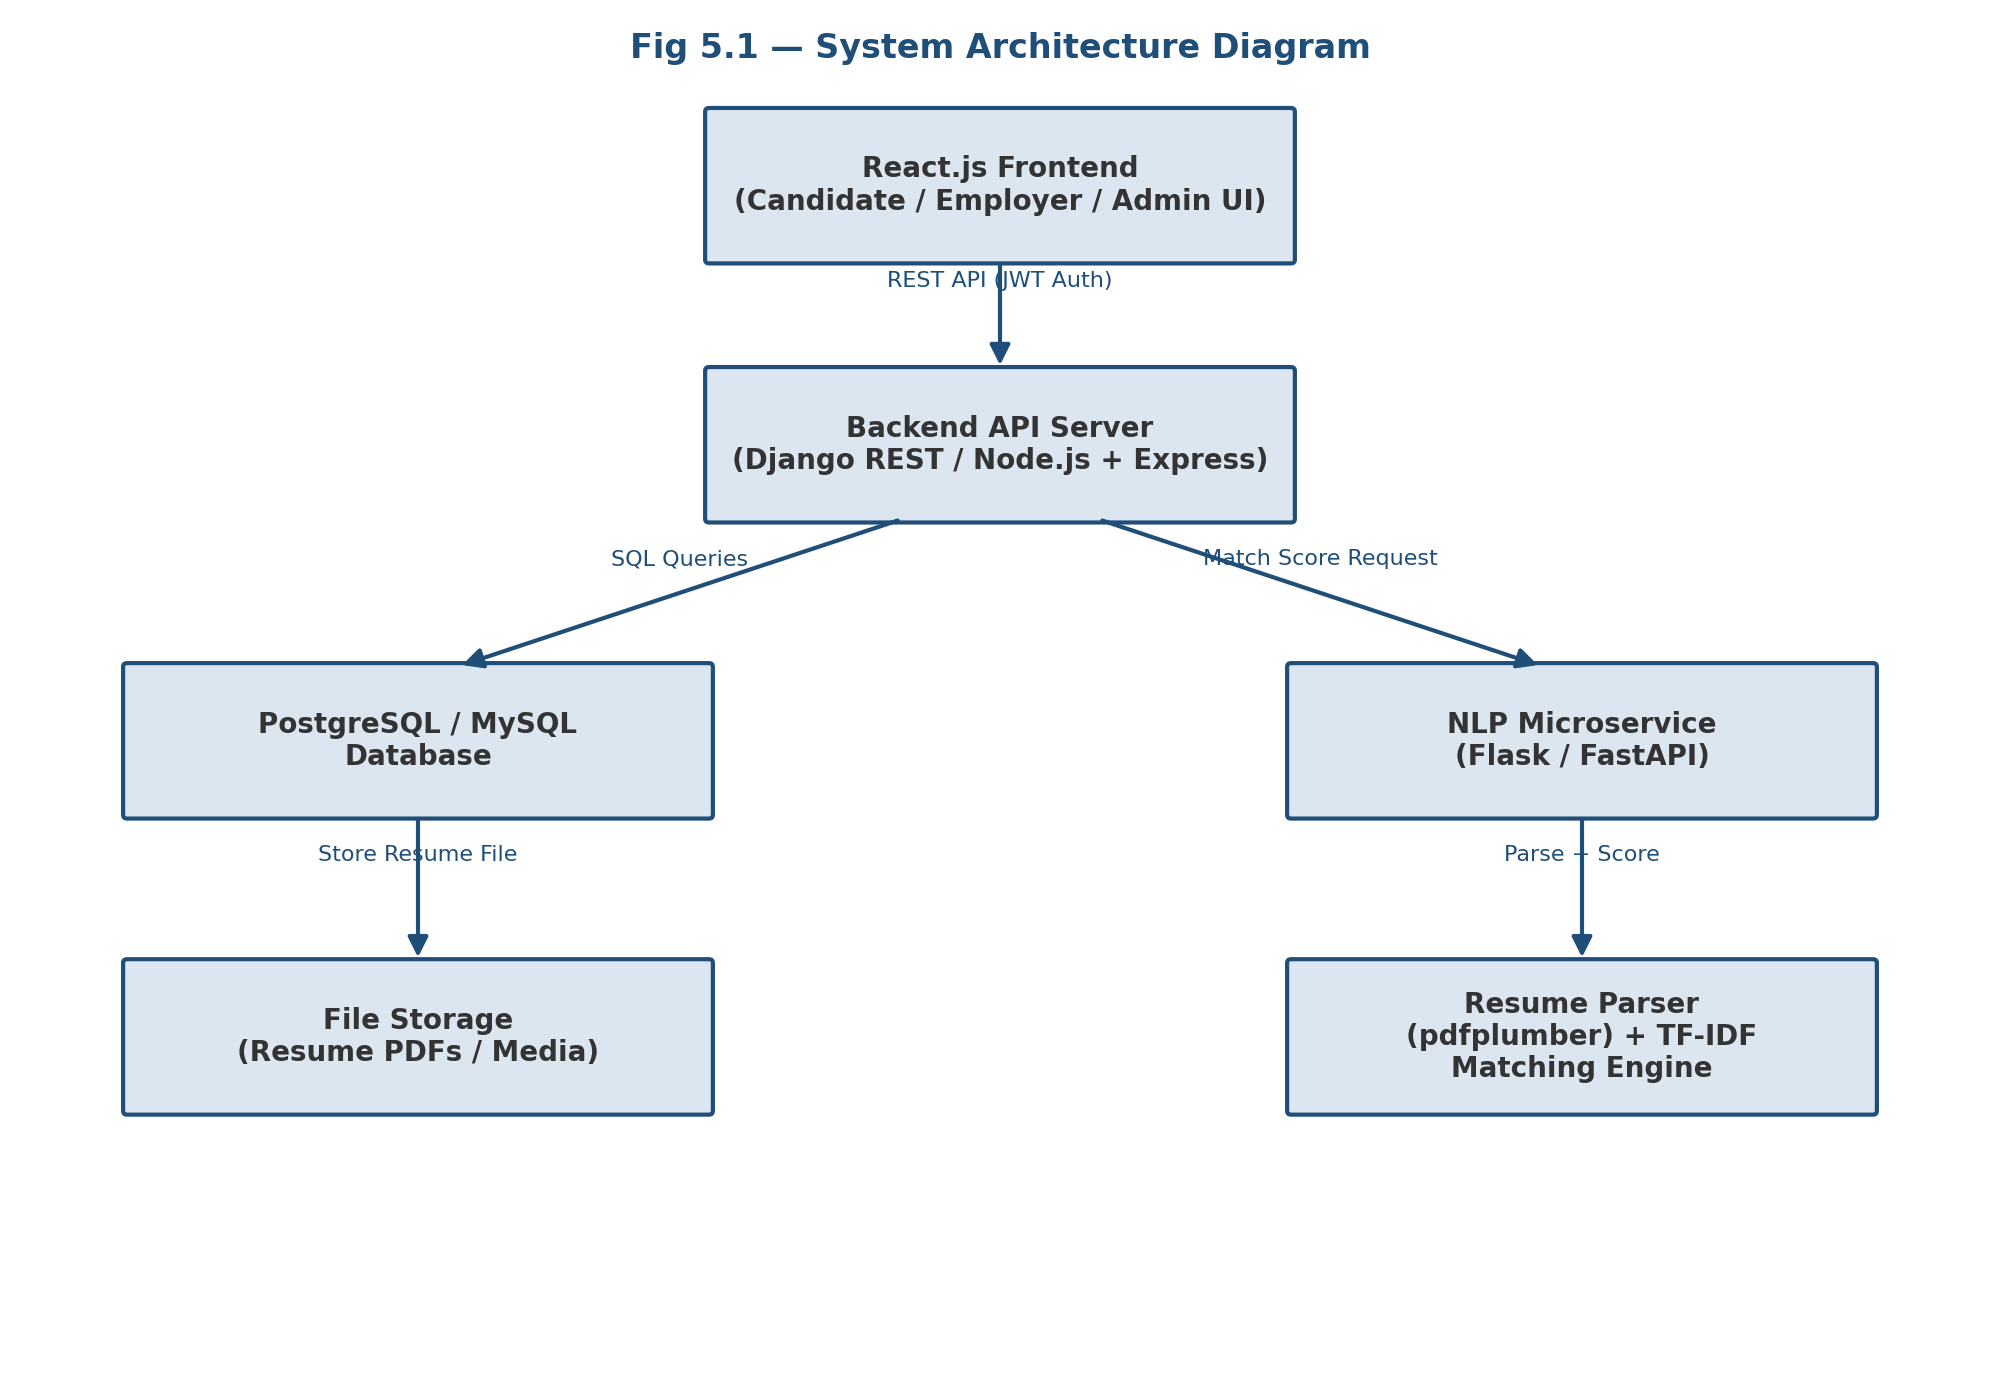 Fig 5.1 — System Architecture Diagram
React.js Frontend
(Candidate / Employer / Admin UI)
REST API (JWT Auth)
Backend API Server
(Django REST / Node.js + Express)
SQL Queries
Match Score Request
PostgreSQL / MySQL
Database
NLP Microservice
(Flask / FastAPI)
Store Resume File
Parse + Score
File Storage
(Resume PDFs / Media)
Resume Parser
(pdfplumber) + TF-IDF
Matching Engine